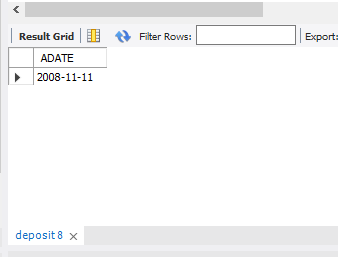 Result Grid Filter Rows: Export:
ADATE
2008-11-11
deposit 8